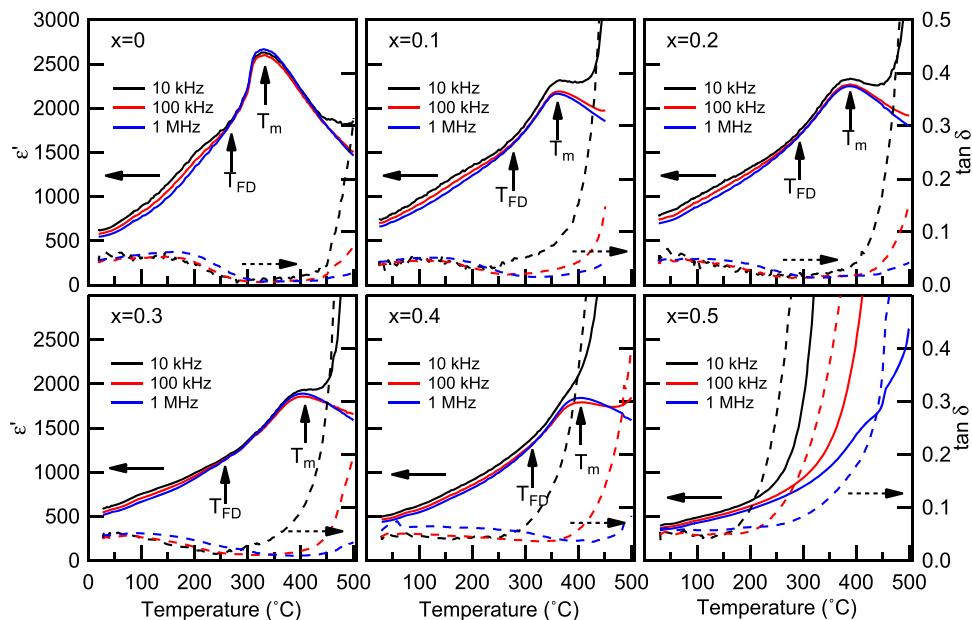 x=0
10 kHz
100 kHz
1 MHz
T_m
T_FD
ε'
3000
2500
2000
1500
1000
500
0
x=0.1
10 kHz
100 kHz
1 MHz
T_m
T_FD
x=0.2
10 kHz
100 kHz
1 MHz
T_m
T_FD
0.5
0.4
0.3
0.2
0.1
0.0
tan δ
x=0.3
10 kHz
100 kHz
1 MHz
T_m
T_FD
ε'
2500
2000
1500
1000
500
0
0 100 200 300 400 500
Temperature (˚C)
x=0.4
10 kHz
100 kHz
1 MHz
T_m
T_FD
100 200 300 400 500
Temperature (˚C)
x=0.5
10 kHz
100 kHz
1 MHz
0.4
0.3
0.2
0.1
0.0
tan δ
100 200 300 400 500
Temperature (˚C)